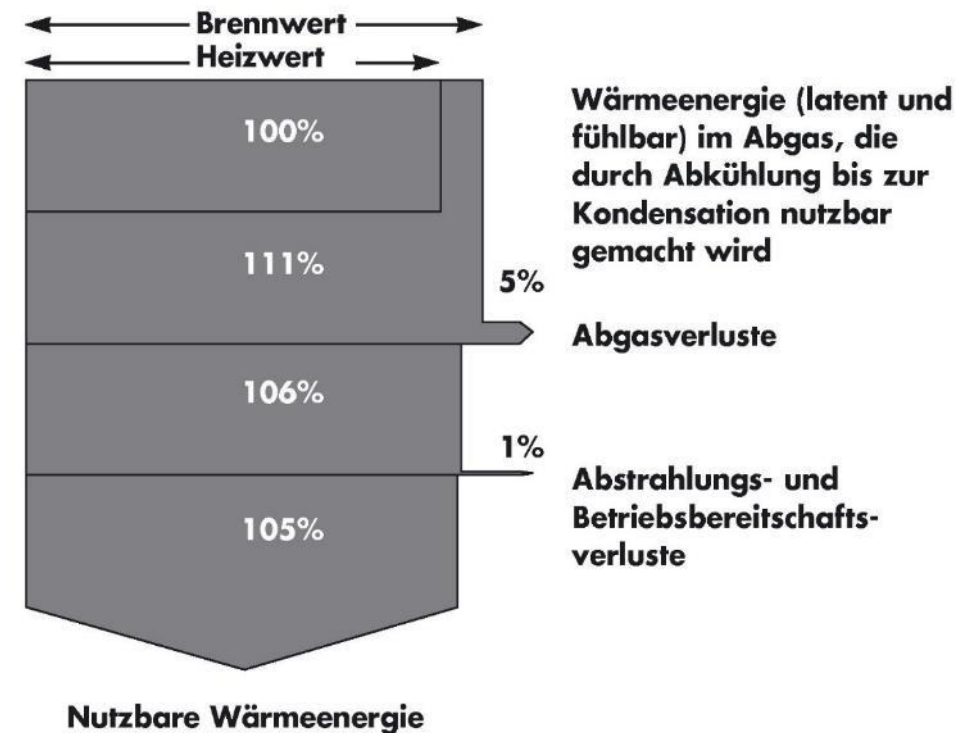 Brennwert
Heizwert
100%
Wärmeenergie (latent und
fühlbar) im Abgas, die
durch Abkühlung bis zur
Kondensation nutzbar
gemacht wird
111%
5%
Abgasverluste
106%
1%
Abstrahlungs- und
Betriebsbereitschafts-
verluste
105%
Nutzbare Wärmeenergie